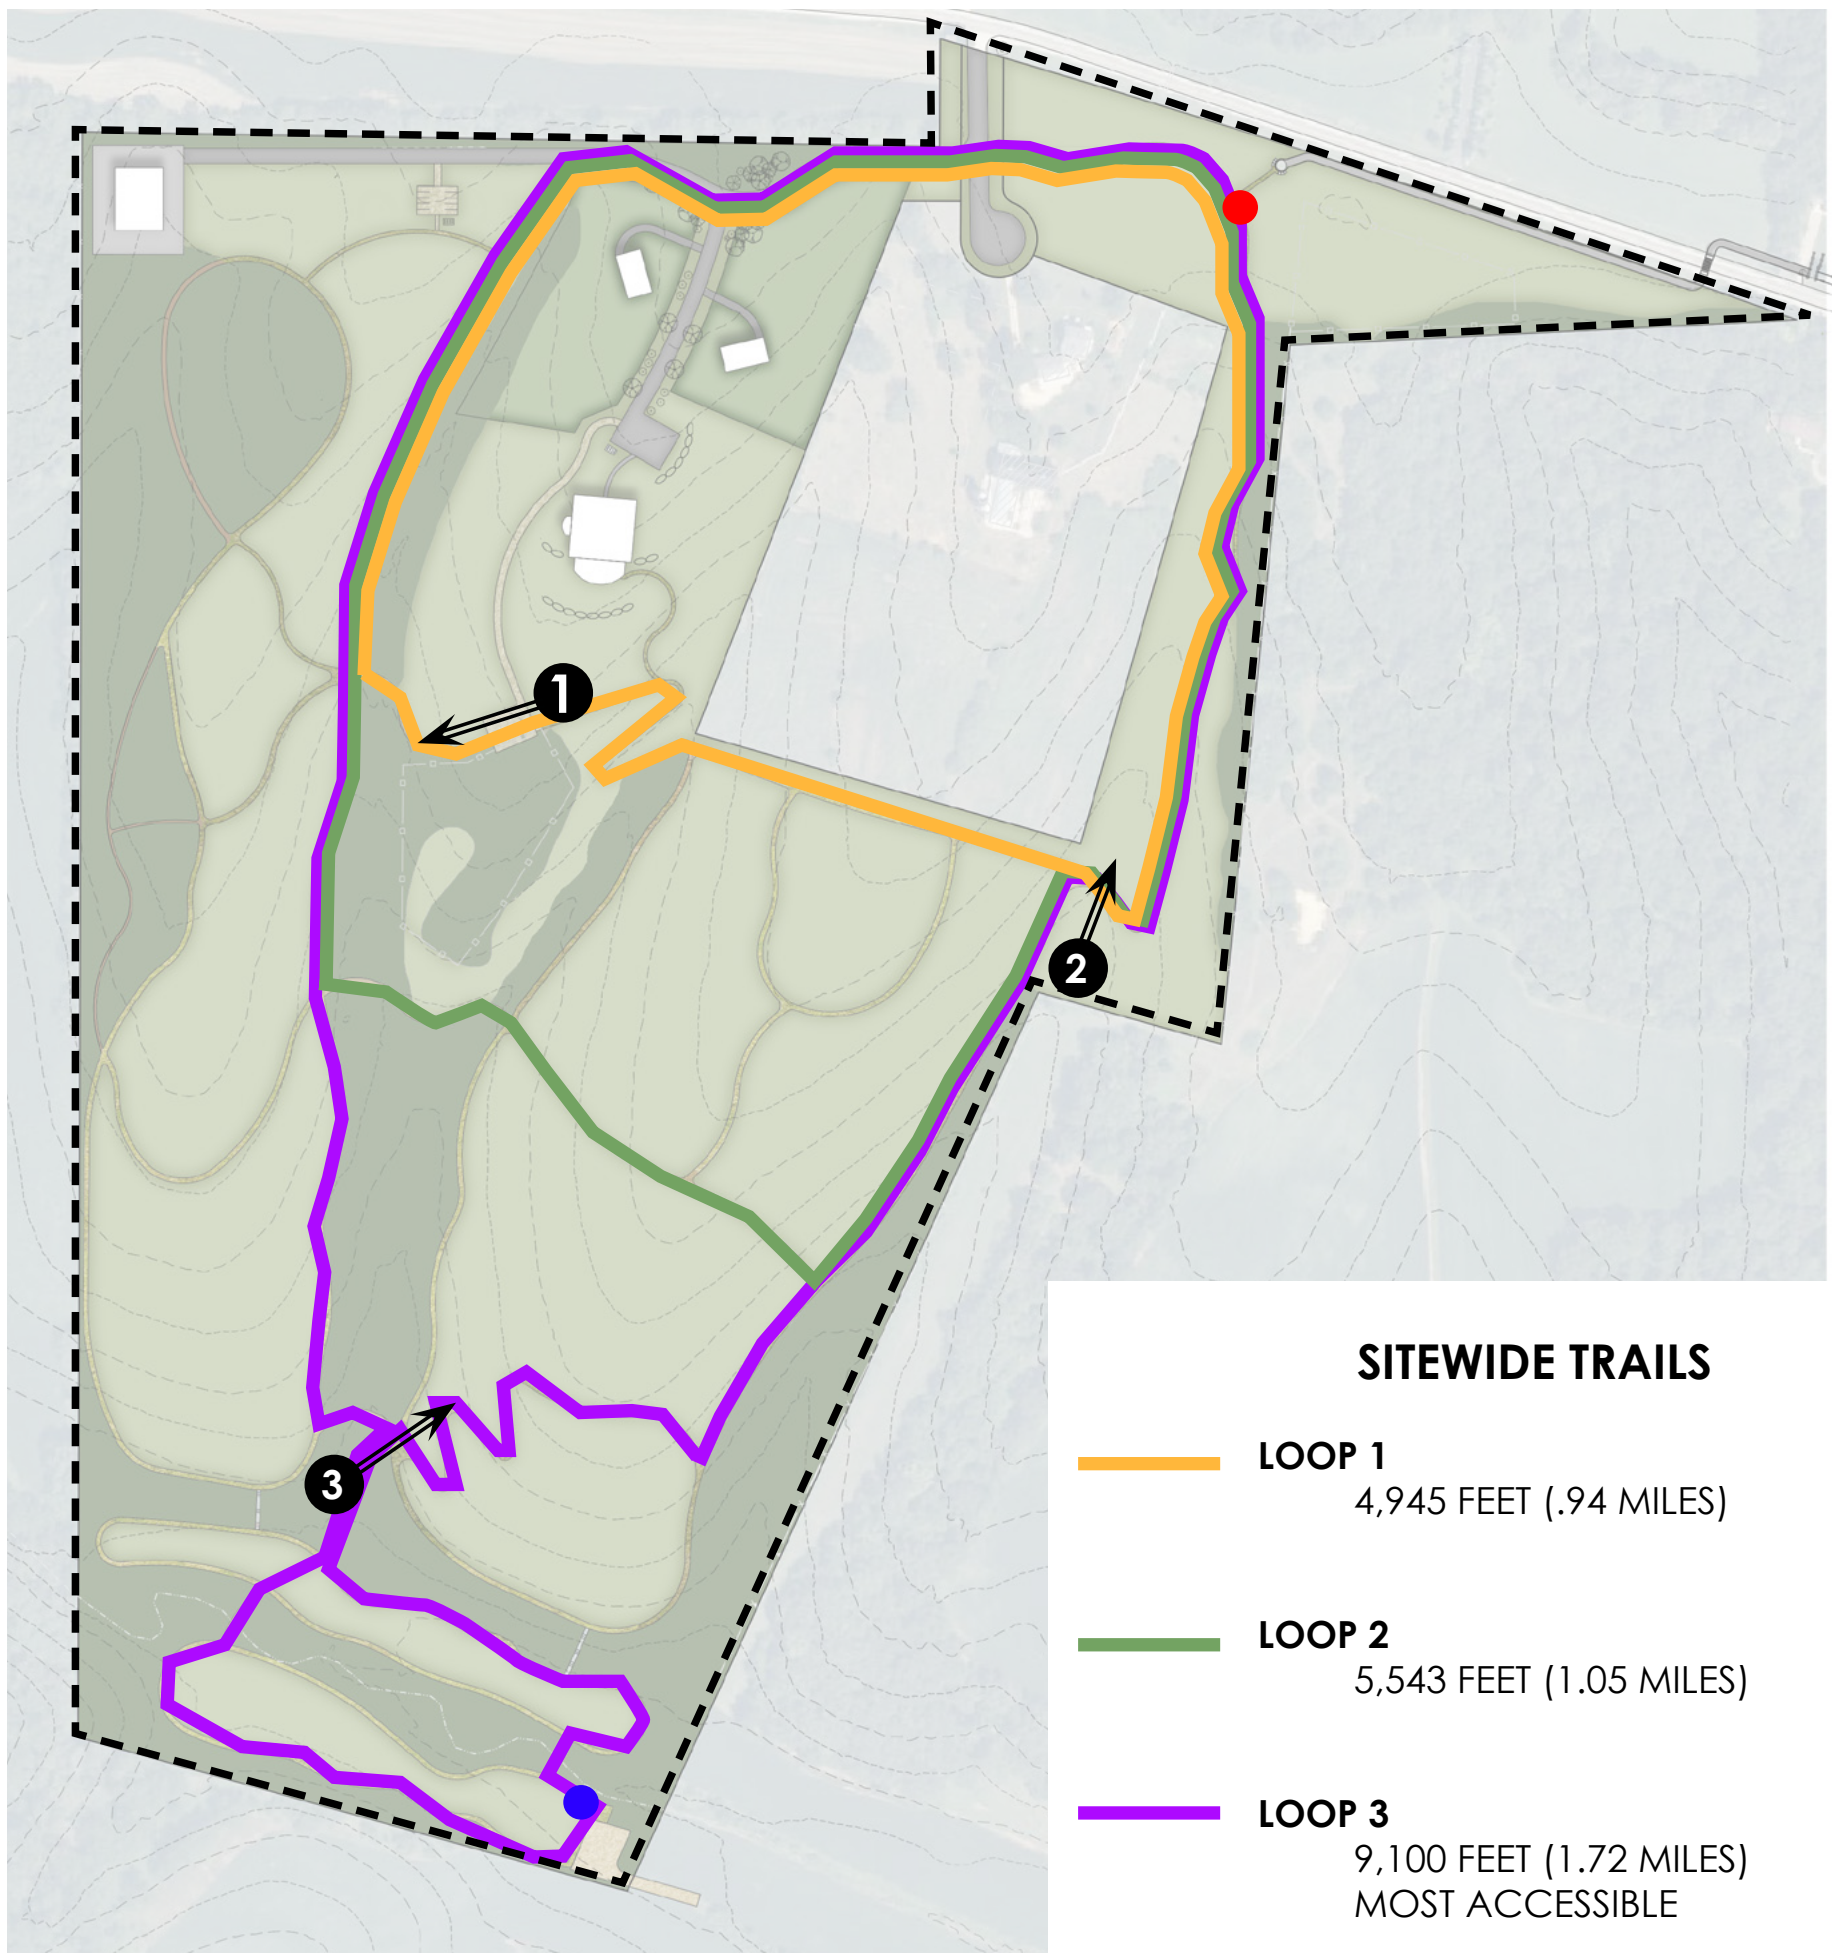 1
2
3
SITEWIDE TRAILS
LOOP 1
4,945 FEET (.94 MILES)
LOOP 2
5,543 FEET (1.05 MILES)
LOOP 3
9,100 FEET (1.72 MILES)
MOST ACCESSIBLE